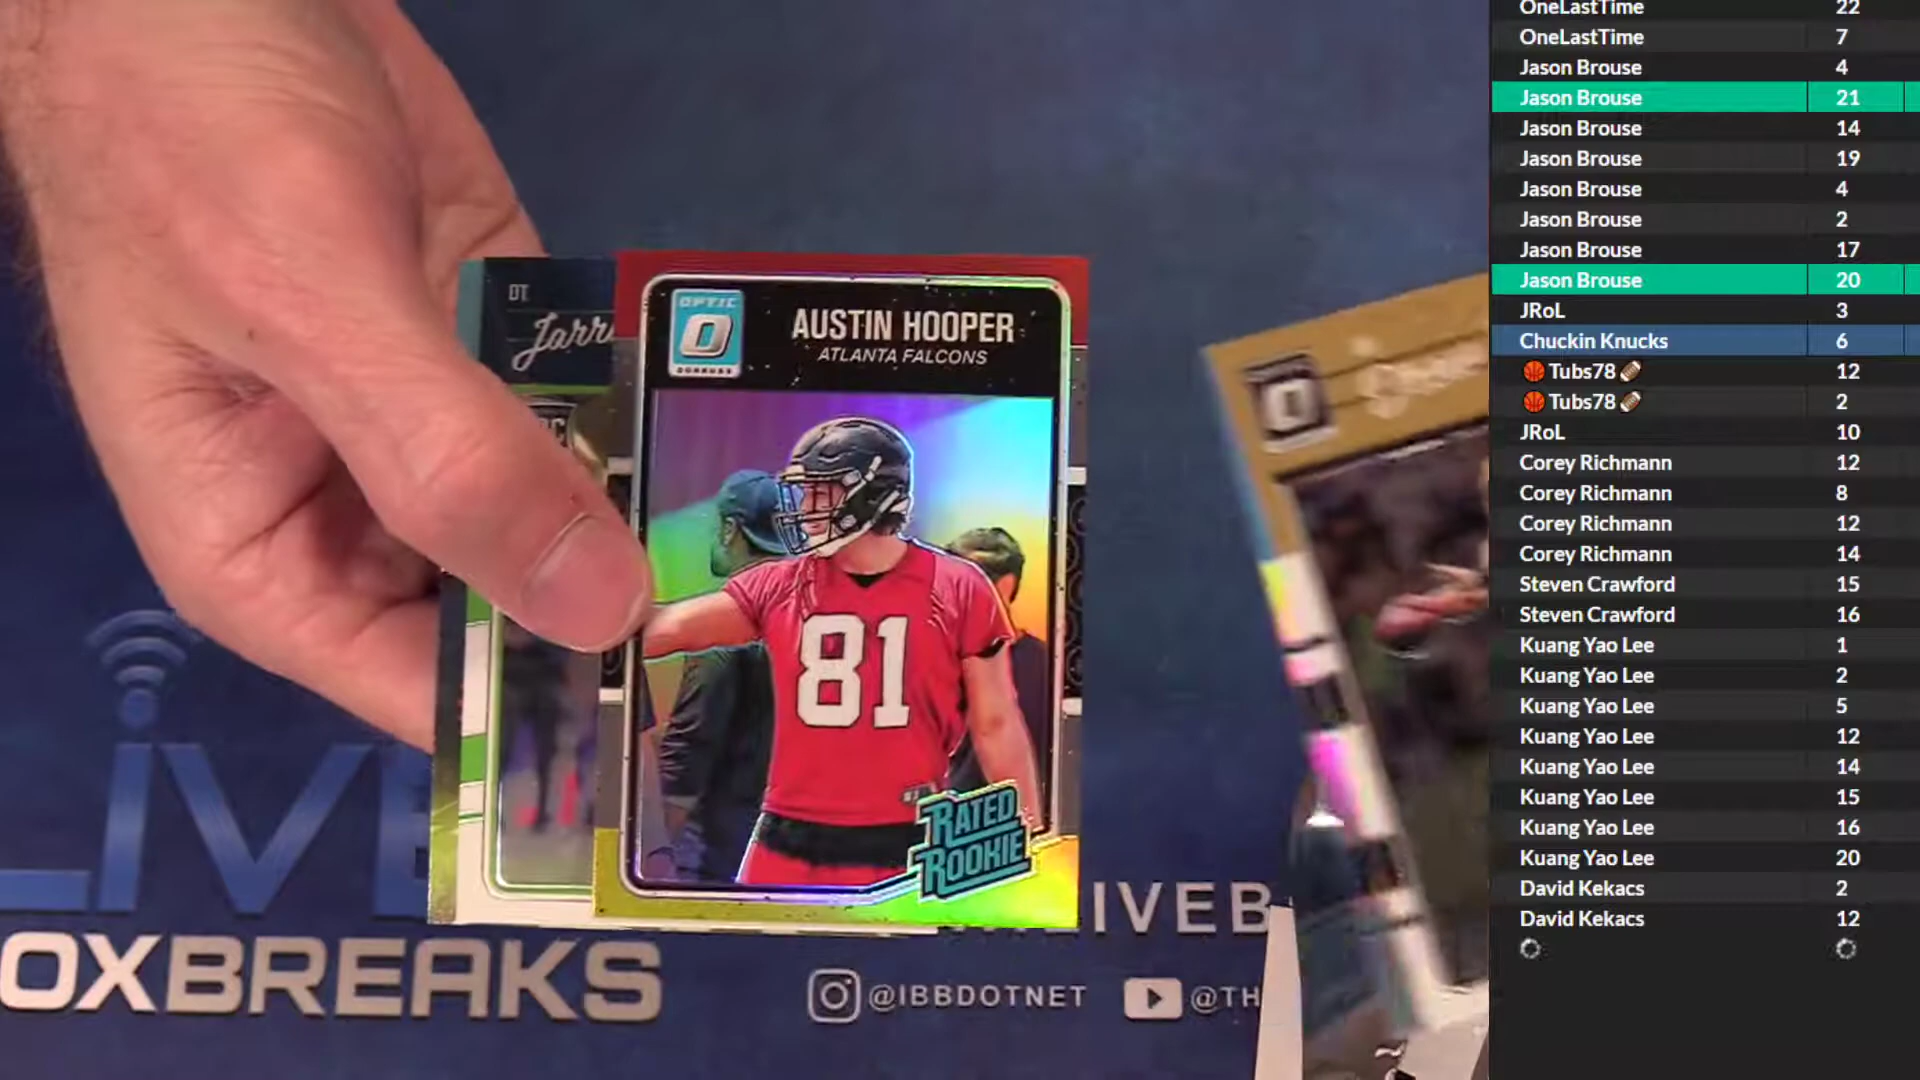 DT
Jarr
OPTIC
DONRUSS
AUSTIN HOOPER
ATLANTA FALCONS
81
RATED
ROOKIE
LIVE
OXBREAKS
@IBBDOTNET
IVEB
@TH
OneLastTime 22
OneLastTime 7
Jason Brouse 4
Jason Brouse 21
Jason Brouse 14
Jason Brouse 19
Jason Brouse 4
Jason Brouse 2
Jason Brouse 17
Jason Brouse 20
JRoL 3
Chuckin Knucks 6
🏀 Tubs78 🏈 12
🏀 Tubs78 🏈 2
JRoL 10
Corey Richmann 12
Corey Richmann 8
Corey Richmann 12
Corey Richmann 14
Steven Crawford 15
Steven Crawford 16
Kuang Yao Lee 1
Kuang Yao Lee 2
Kuang Yao Lee 5
Kuang Yao Lee 12
Kuang Yao Lee 14
Kuang Yao Lee 15
Kuang Yao Lee 16
Kuang Yao Lee 20
David Kekacs 2
David Kekacs 12